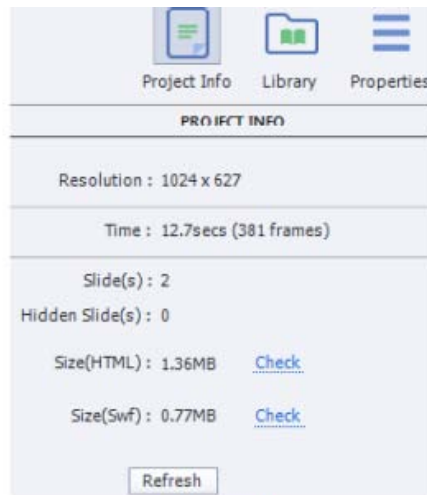 Project Info Library Properties
PROJECT INFO
Resolution : 1024 x 627
Time : 12.7secs (381 frames)
Slide(s) : 2
Hidden Slide(s) : 0
Size(HTML) : 1.36MB Check
Size(Swf) : 0.77MB Check
Refresh